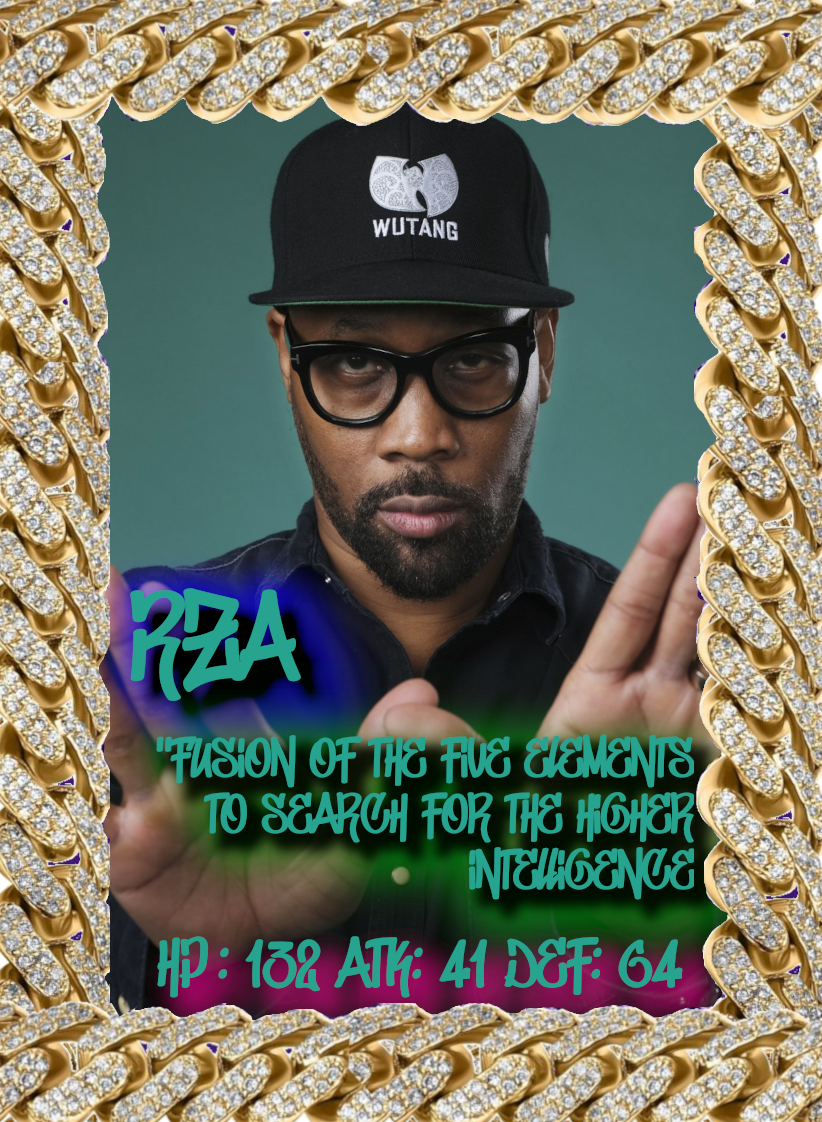 WUTANG
RZA
"FUSiON OF THE FiVE ELEMENTS
TO SEARCH FOR THE HiGHER
iNTELLiGENCE
HP : 132 ATK: 41 DEF: 64